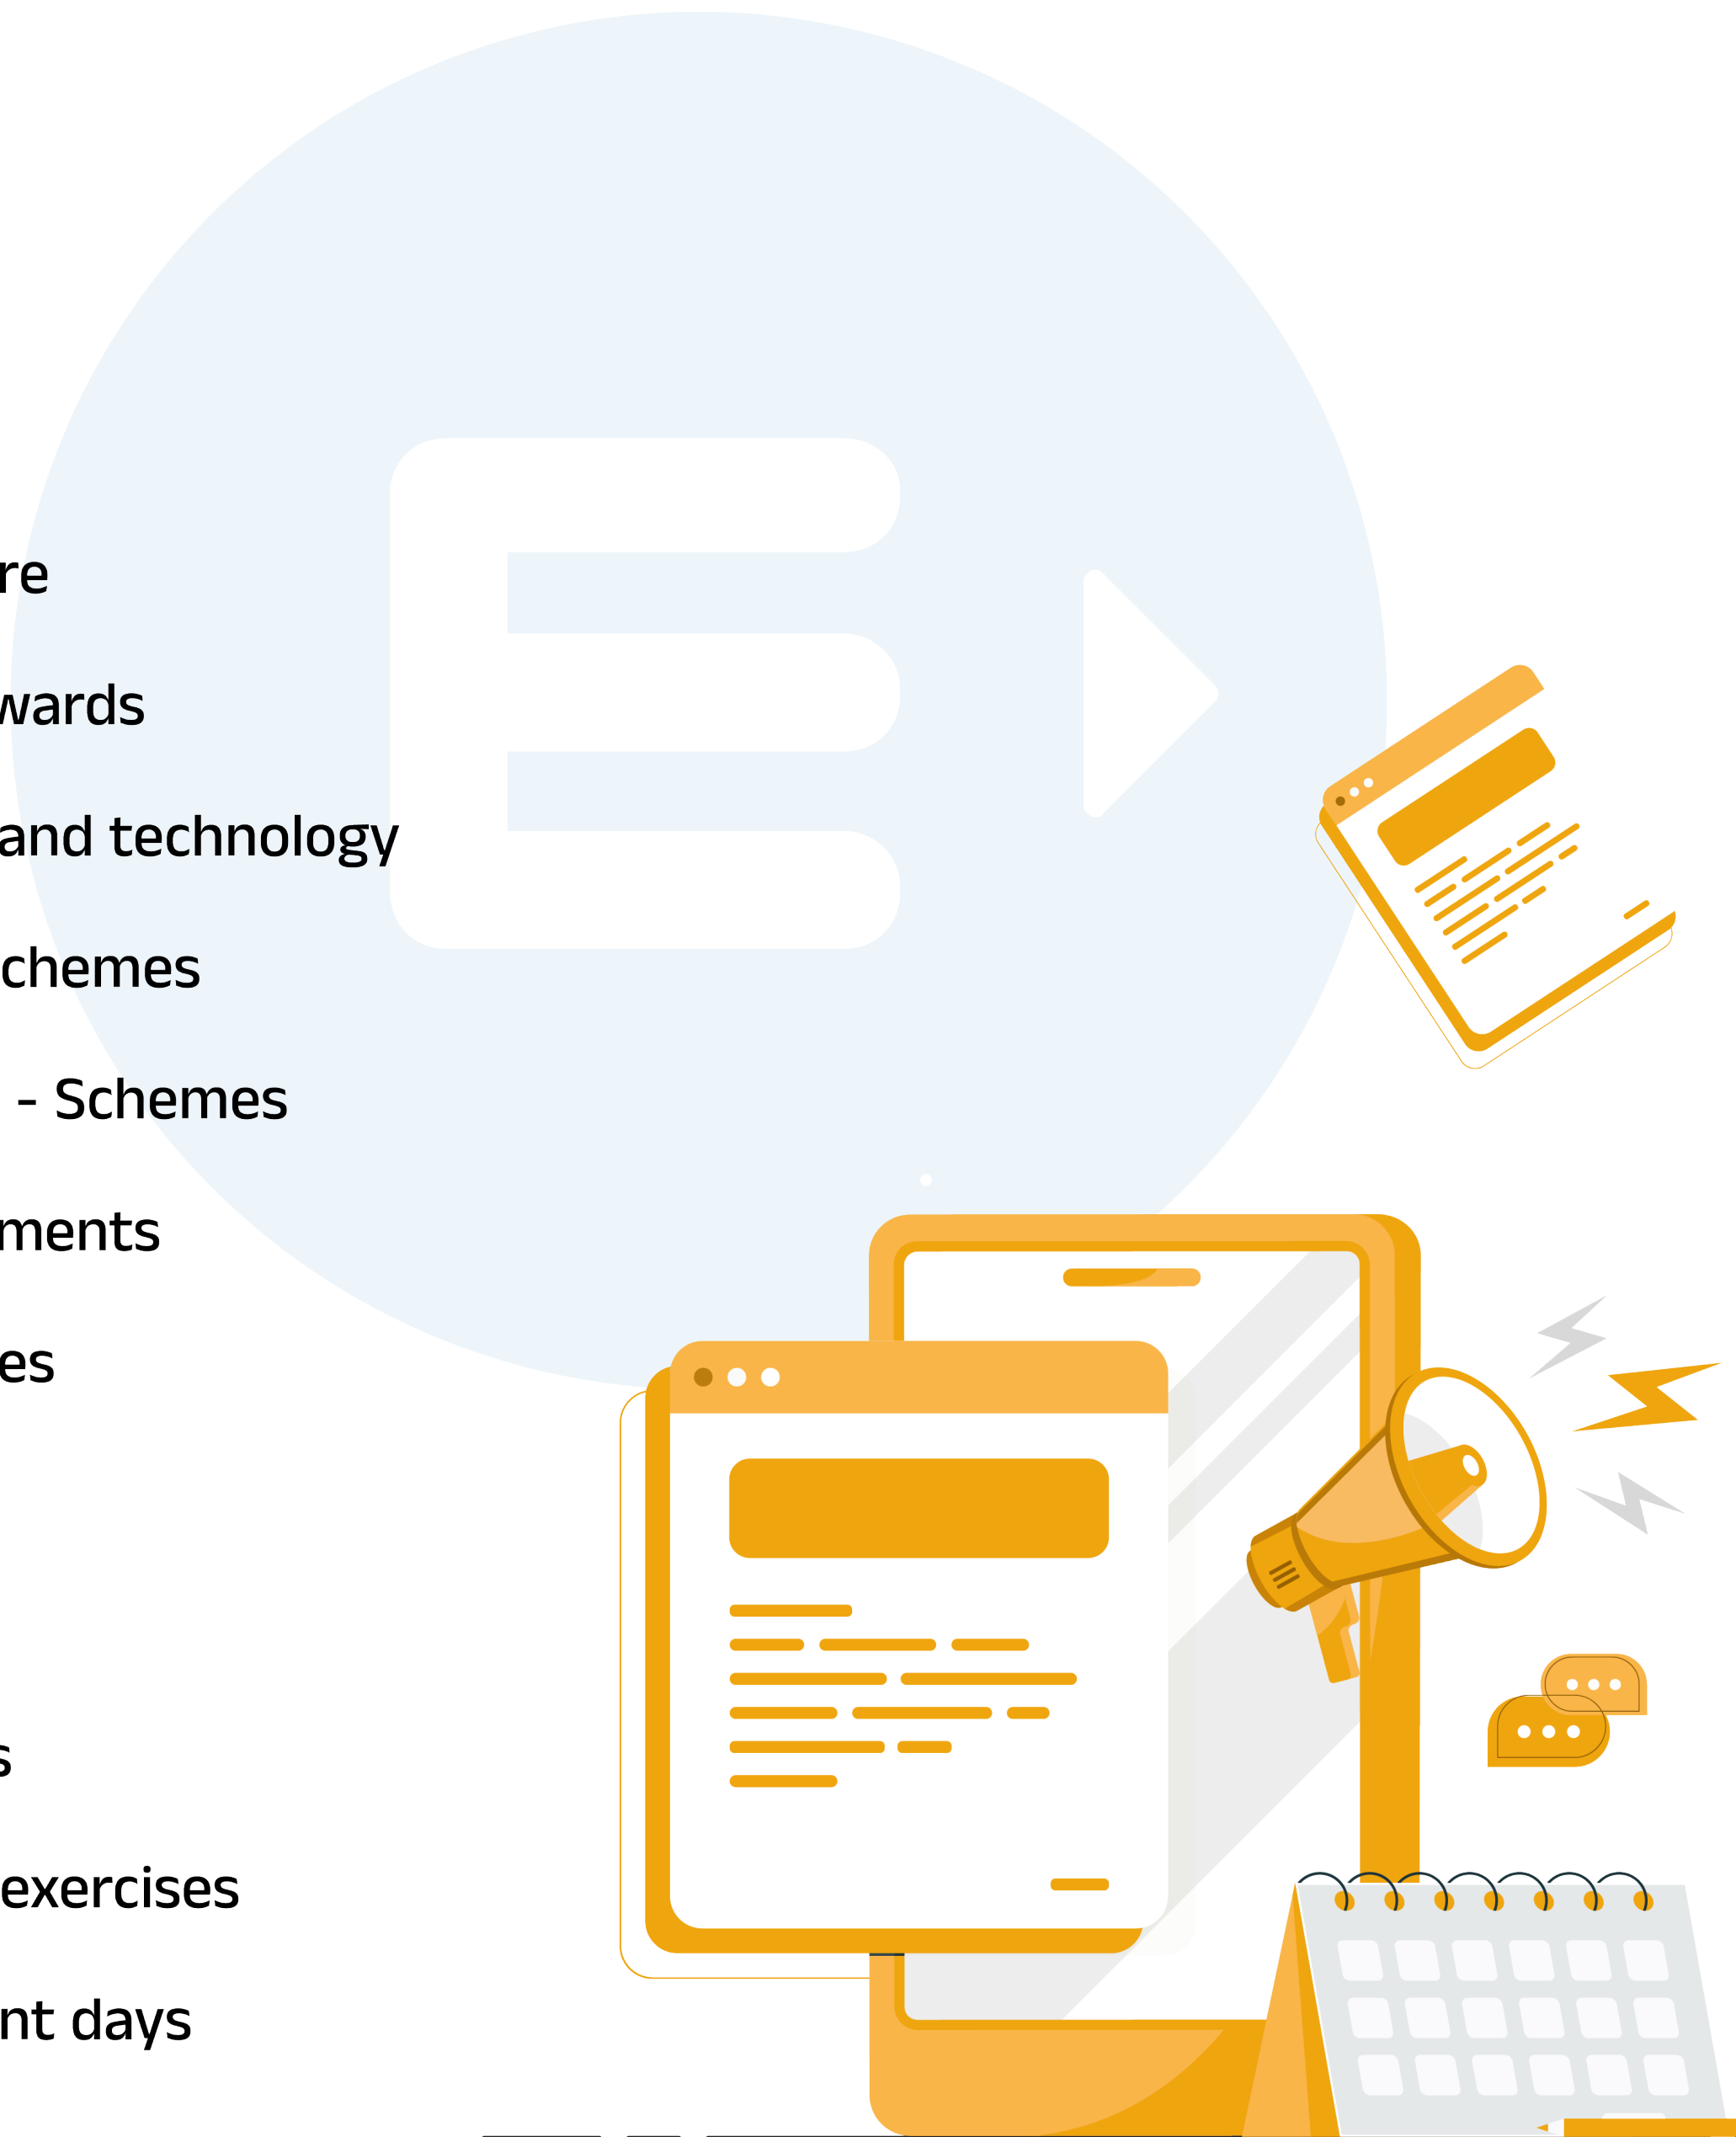 re
wards
and technology
chemes
- Schemes
ments
es
s
exercises
nt days